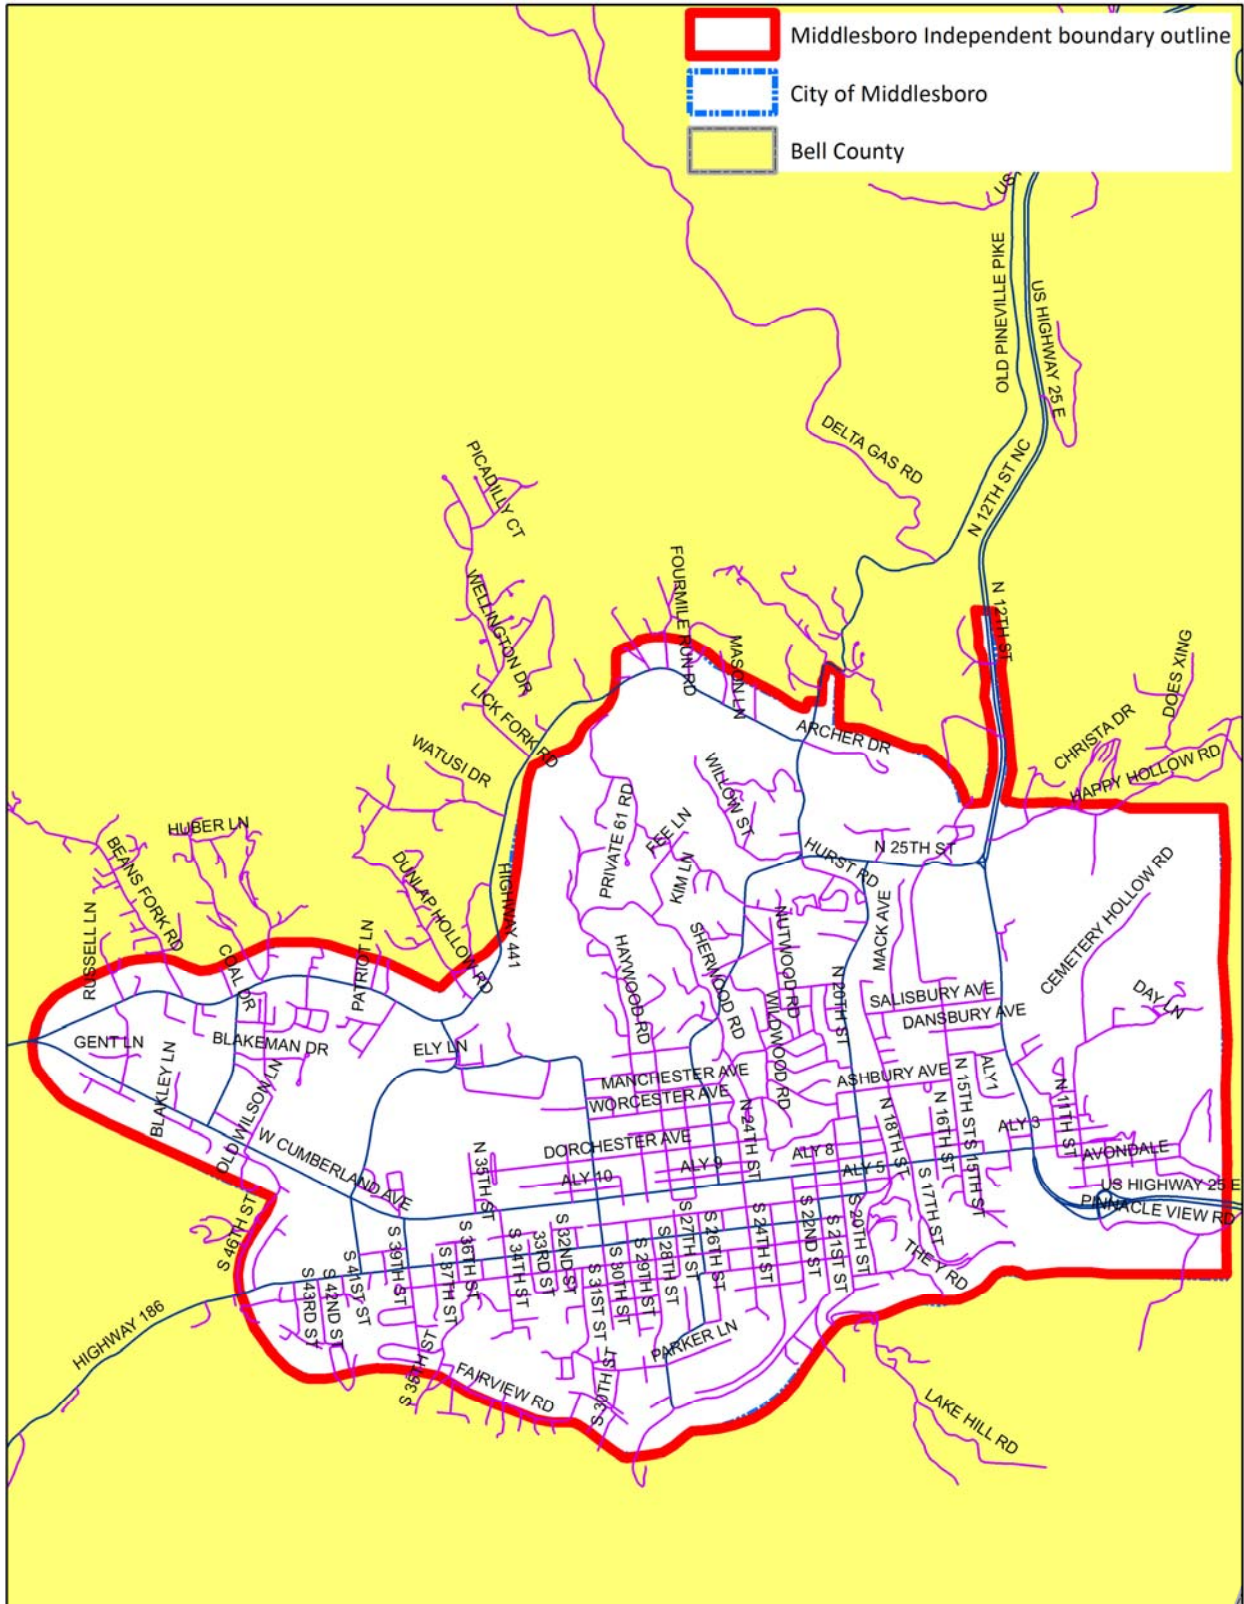 Middlesboro Independent boundary outline
City of Middlesboro
Bell County
US
OLD PINEVILLE PIKE
US HIGHWAY 25 E
DELTA GAS RD
N 12TH ST NC
PICADILLY CT
FOURMILE RUN RD
WELLINGTON DR
N 12TH ST
MASON LN
DOES XING
LICK FORK RD
ARCHER DR
CHRISTA DR
WATUSI DR
HAPPY HOLLOW RD
WILLOW ST
PRIVATE 61 RD
FEE LN
HUBER LN
BEANS FORK RD
N 25TH ST
HURST RD
KIM LN
DUNLAP HOLLOW RD
HIGHWAY 441
MACK AVE
CEMETERY HOLLOW RD
RUSSELL LN
NUTWOOD RD
SHERWOOD RD
HAYWOOD RD
COAL DR
PATRIOT LN
N 20TH ST
SALISBURY AVE
DAY LN
WILDWOOD RD
DANSBURY AVE
GENT LN
BLAKEMAN DR
ELY LN
BLAKLEY LN
OLD WILSON LN
MANCHESTER AVE
ASHBURY AVE
ALY1
N 15TH ST
WORCESTER AVE
N 11TH ST
N 16TH ST
N 24TH ST
N 18TH ST
ALY 3
W CUMBERLAND AVE
DORCHESTER AVE
ALY 8
AVONDALE
N 35TH ST
ALY 10
ALY 9
ALY 5
S 15TH ST
S 17TH ST
US HIGHWAY 25 E
PINNACLE VIEW RD
S 46TH ST
S 39TH ST
S 36TH ST
S 32ND ST
S 27TH ST
S 26TH ST
S 24TH ST
S 22ND ST
S 21ST ST
S 20TH ST
THE Y RD
S 41ST ST
S 37TH ST
S 34TH ST
33RD ST
S 31ST ST
S 30TH ST
S 29TH ST
S 28TH ST
S 43RD ST
S 42ND ST
HIGHWAY 186
S 38TH ST
PARKER LN
FAIRVIEW RD
S 30TH ST
LAKE HILL RD